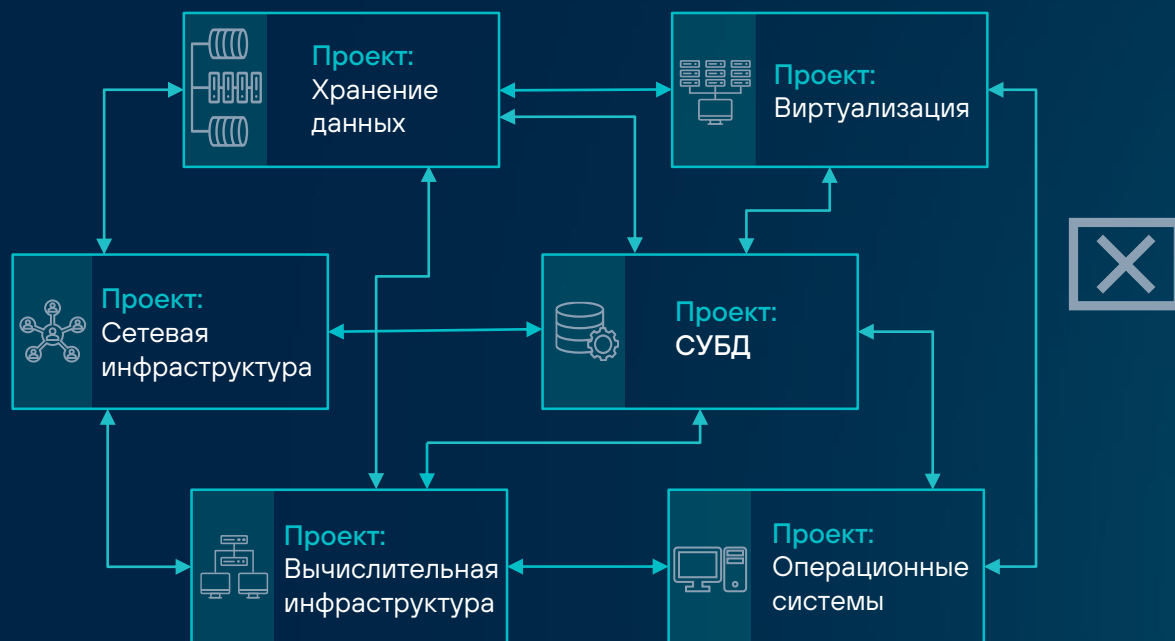 Проект:
Хранение
данных
Проект:
Виртуализация
Проект:
Сетевая
инфраструктура
Проект:
СУБД
Проект:
Вычислительная
инфраструктура
Проект:
Операционные
системы